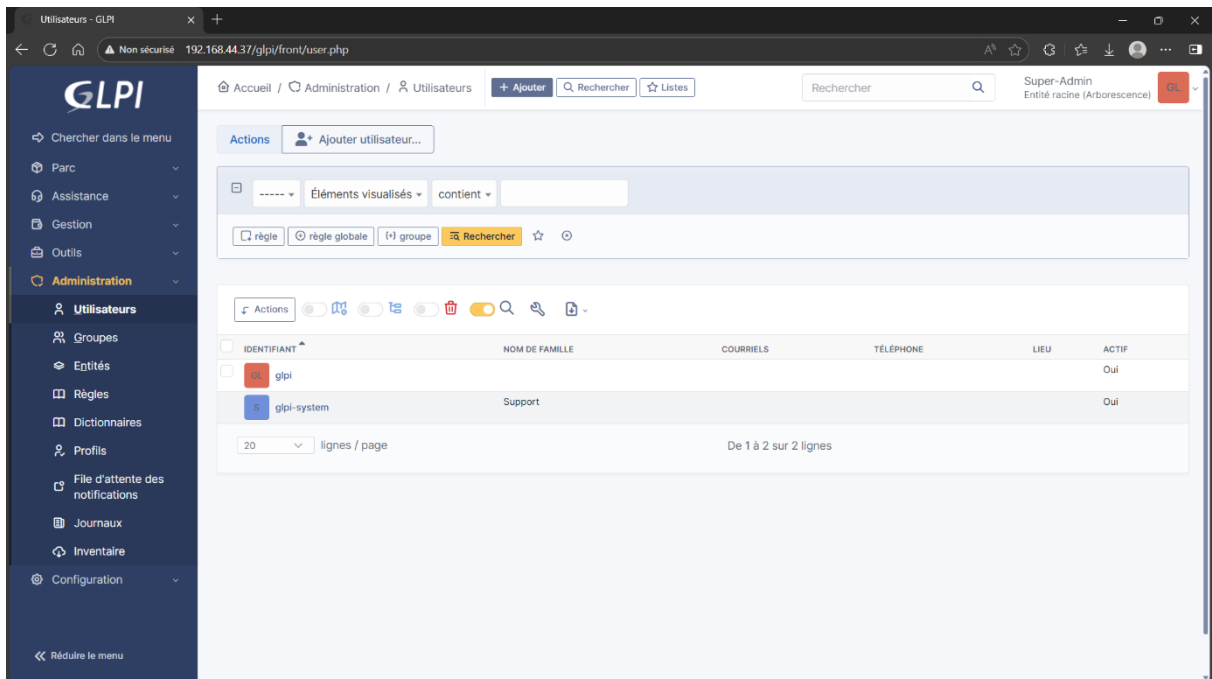 Utilisateurs - GLPI
Non sécurisé 192.168.44.37/glpi/front/user.php
GLPI
Accueil / Administration / Utilisateurs + Ajouter Rechercher Listes Rechercher Super-Admin
Entité racine (Arborescence) GL
Chercher dans le menu
Parc
Assistance
Gestion
Outils
Administration
Utilisateurs
Groupes
Entités
Règles
Dictionnaires
Profils
File d'attente des
notifications
Journaux
Inventaire
Configuration
Réduire le menu
Actions Ajouter utilisateur...
----- Éléments visualisés contient
règle règle globale groupe Rechercher
Actions
IDENTIFIANT NOM DE FAMILLE COURRIELS TÉLÉPHONE LIEU ACTIF
GL glpi Oui
S glpi-system Support Oui
20 lignes / page De 1 à 2 sur 2 lignes